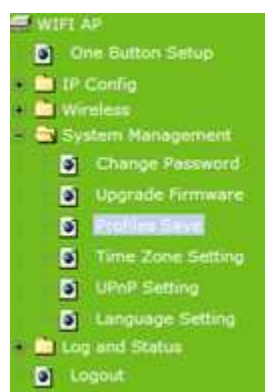 WIFI AP
One Button Setup
IP Config
Wireless
System Management
Change Password
Upgrade Firmware
Profiles Save
Time Zone Setting
UPnP Setting
Language Setting
Log and Status
Logout